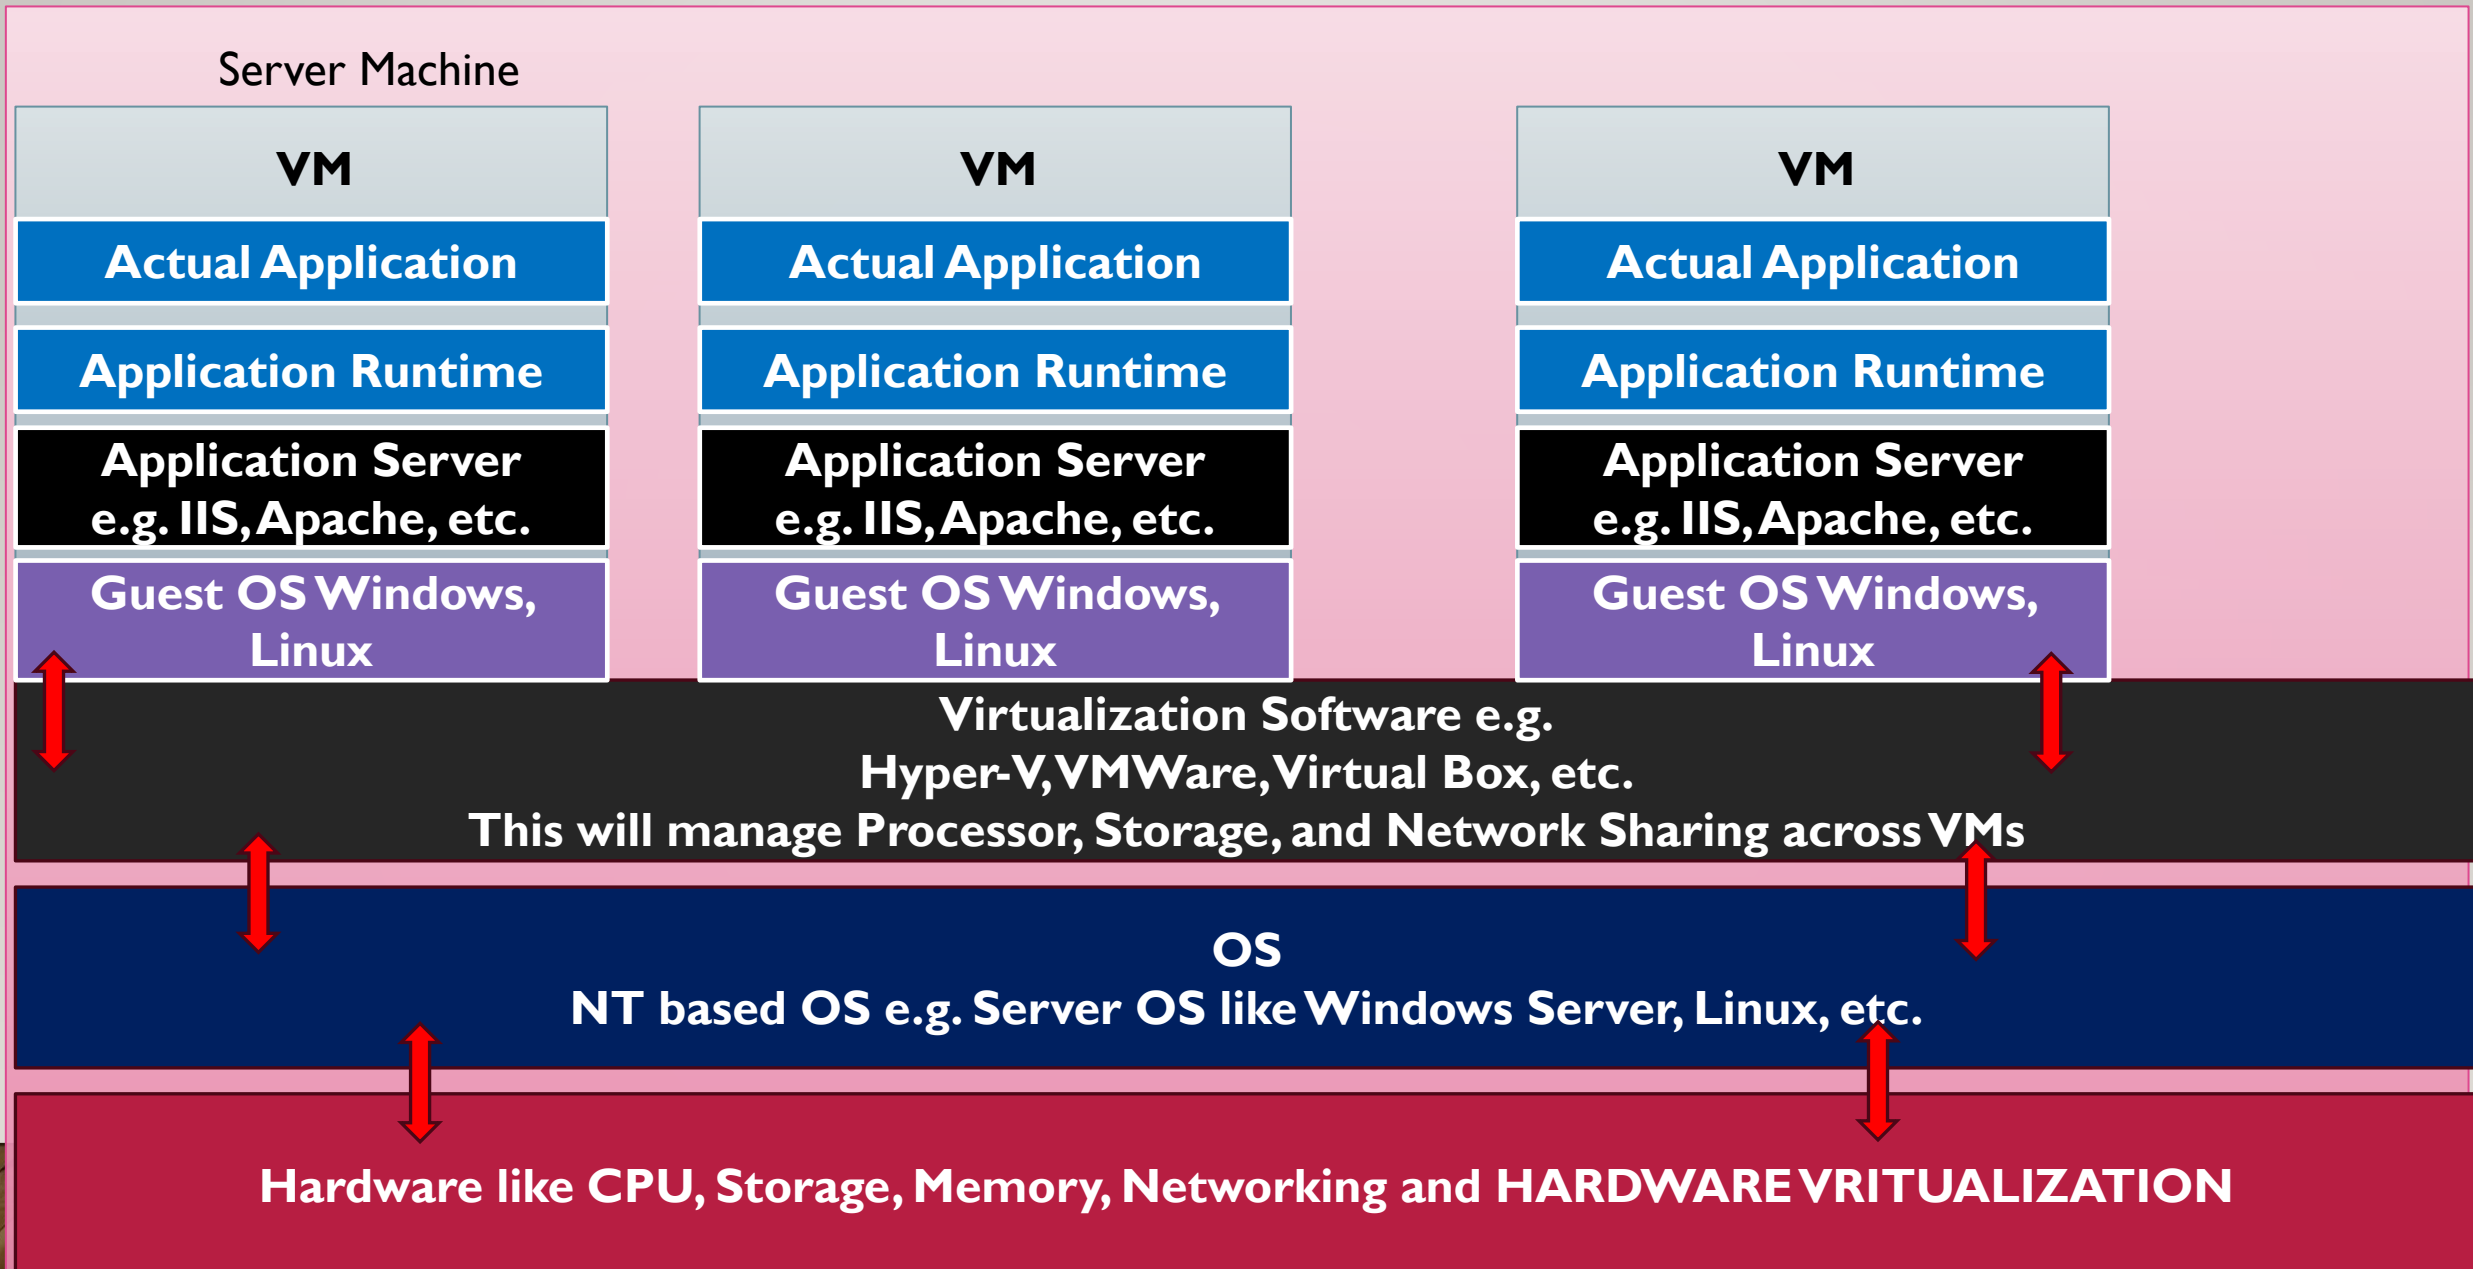 Server Machine
VM
Actual Application
Application Runtime
Application Server
e.g. IIS, Apache, etc.
Guest OS Windows,
Linux
VM
Actual Application
Application Runtime
Application Server
e.g. IIS, Apache, etc.
Guest OS Windows,
Linux
VM
Actual Application
Application Runtime
Application Server
e.g. IIS, Apache, etc.
Guest OS Windows,
Linux
Virtualization Software e.g.
Hyper-V, VMWare, Virtual Box, etc.
This will manage Processor, Storage, and Network Sharing across VMs
OS
NT based OS e.g. Server OS like Windows Server, Linux, etc.
Hardware like CPU, Storage, Memory, Networking and HARDWARE VRITUALIZATION